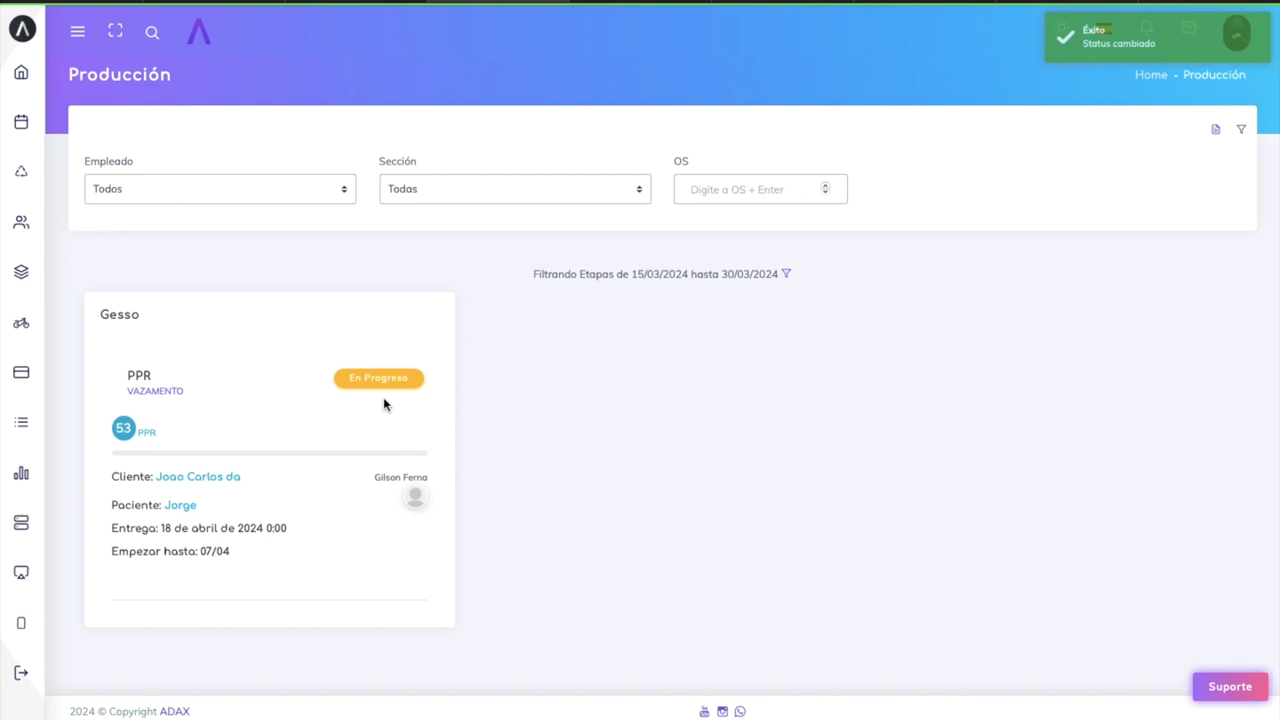 Éxito
Status cambiado
Producción
Home - Producción
Empleado
Sección
OS
Todos
Todas
Digite a OS + Enter
Filtrando Etapas de 15/03/2024 hasta 30/03/2024
Gesso
PPR
En Progreso
VAZAMENTO
53 PPR
Cliente: Joao Carlos da
Gilson Ferna
Paciente: Jorge
Entrega: 18 de abril de 2024 0:00
Empezar hasta: 07/04
Suporte
2024 © Copyright ADAX